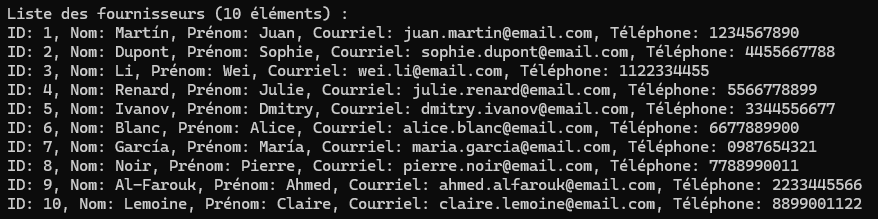 Liste des fournisseurs (10 éléments) :
ID: 1, Nom: Martín, Prénom: Juan, Courriel: juan.martin@email.com, Téléphone: 1234567890
ID: 2, Nom: Dupont, Prénom: Sophie, Courriel: sophie.dupont@email.com, Téléphone: 4455667788
ID: 3, Nom: Li, Prénom: Wei, Courriel: wei.li@email.com, Téléphone: 1122334455
ID: 4, Nom: Renard, Prénom: Julie, Courriel: julie.renard@email.com, Téléphone: 5566778899
ID: 5, Nom: Ivanov, Prénom: Dmitry, Courriel: dmitry.ivanov@email.com, Téléphone: 3344556677
ID: 6, Nom: Blanc, Prénom: Alice, Courriel: alice.blanc@email.com, Téléphone: 6677889900
ID: 7, Nom: García, Prénom: María, Courriel: maria.garcia@email.com, Téléphone: 0987654321
ID: 8, Nom: Noir, Prénom: Pierre, Courriel: pierre.noir@email.com, Téléphone: 7788990011
ID: 9, Nom: Al-Farouk, Prénom: Ahmed, Courriel: ahmed.alfarouk@email.com, Téléphone: 2233445566
ID: 10, Nom: Lemoine, Prénom: Claire, Courriel: claire.lemoine@email.com, Téléphone: 8899001122